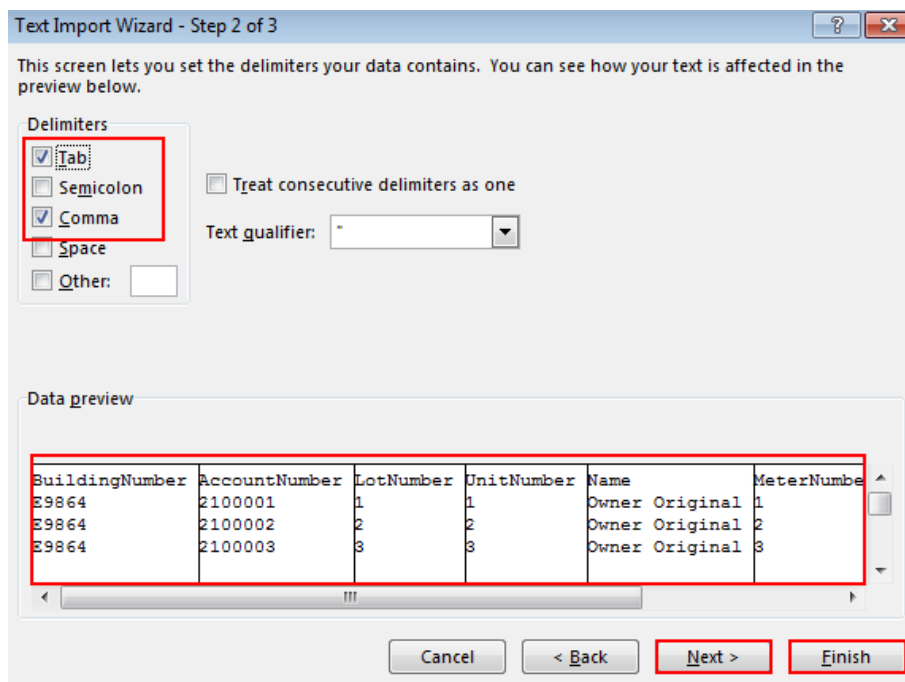 Text Import Wizard - Step 2 of 3
This screen lets you set the delimiters your data contains. You can see how your text is affected in the
preview below.
Delimiters
Tab
Semicolon
Comma
Space
Other:
Treat consecutive delimiters as one
Text qualifier: "
Data preview
BuildingNumber AccountNumber LotNumber UnitNumber Name MeterNumbe
E9864 2100001 1 1 Owner Original 1
E9864 2100002 2 2 Owner Original 2
E9864 2100003 3 3 Owner Original 3
Cancel < Back Next > Finish